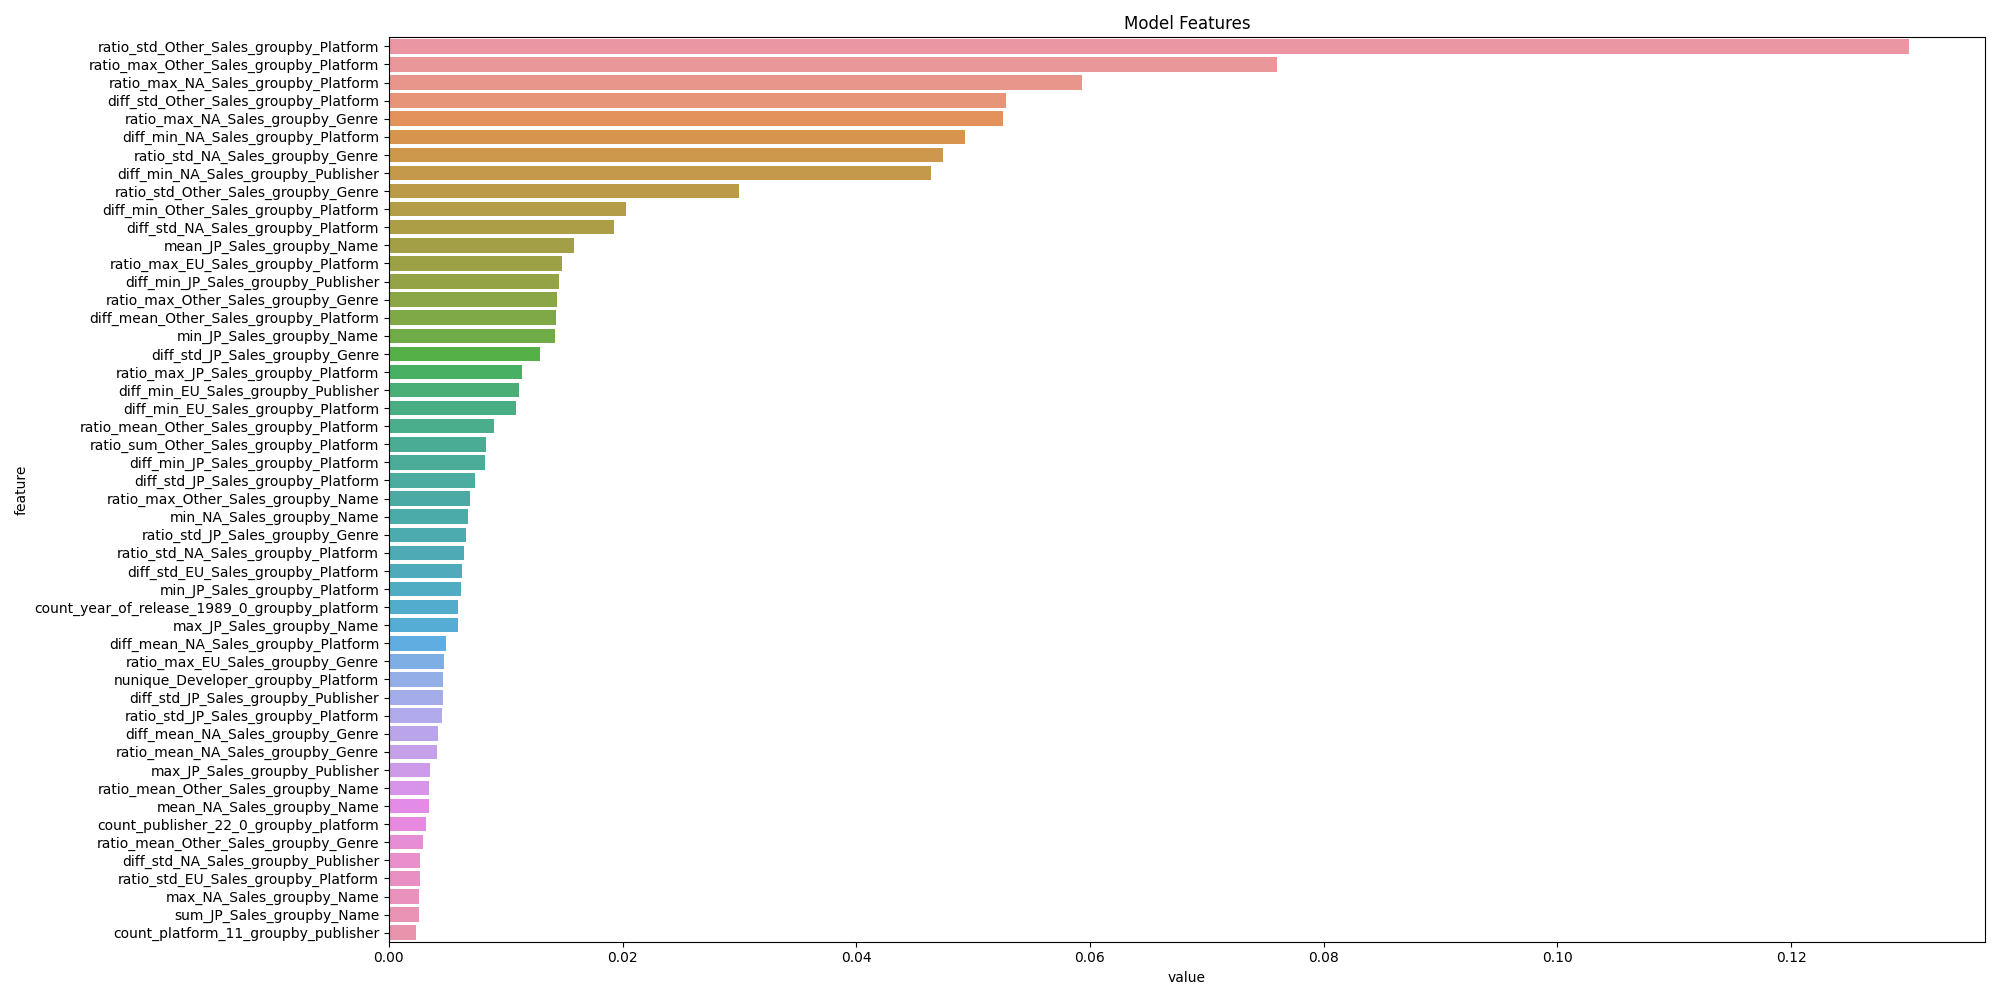 Model Features
ratio_std_Other_Sales_groupby_Platform
ratio_max_Other_Sales_groupby_Platform
ratio_max_NA_Sales_groupby_Platform
diff_std_Other_Sales_groupby_Platform
ratio_max_NA_Sales_groupby_Genre
diff_min_NA_Sales_groupby_Platform
ratio_std_NA_Sales_groupby_Genre
diff_min_NA_Sales_groupby_Publisher
ratio_std_Other_Sales_groupby_Genre
diff_min_Other_Sales_groupby_Platform
diff_std_NA_Sales_groupby_Platform
mean_JP_Sales_groupby_Name
ratio_max_EU_Sales_groupby_Platform
diff_min_JP_Sales_groupby_Publisher
ratio_max_Other_Sales_groupby_Genre
diff_mean_Other_Sales_groupby_Platform
min_JP_Sales_groupby_Name
diff_std_JP_Sales_groupby_Genre
ratio_max_JP_Sales_groupby_Platform
diff_min_EU_Sales_groupby_Publisher
diff_min_EU_Sales_groupby_Platform
ratio_mean_Other_Sales_groupby_Platform
ratio_sum_Other_Sales_groupby_Platform
diff_min_JP_Sales_groupby_Platform
diff_std_JP_Sales_groupby_Platform
ratio_max_Other_Sales_groupby_Name
min_NA_Sales_groupby_Name
ratio_std_JP_Sales_groupby_Genre
ratio_std_NA_Sales_groupby_Platform
diff_std_EU_Sales_groupby_Platform
min_JP_Sales_groupby_Platform
count_year_of_release_1989_0_groupby_platform
max_JP_Sales_groupby_Name
diff_mean_NA_Sales_groupby_Platform
ratio_max_EU_Sales_groupby_Genre
nunique_Developer_groupby_Platform
diff_std_JP_Sales_groupby_Publisher
ratio_std_JP_Sales_groupby_Platform
diff_mean_NA_Sales_groupby_Genre
ratio_mean_NA_Sales_groupby_Genre
max_JP_Sales_groupby_Publisher
ratio_mean_Other_Sales_groupby_Name
mean_NA_Sales_groupby_Name
count_publisher_22_0_groupby_platform
ratio_mean_Other_Sales_groupby_Genre
diff_std_NA_Sales_groupby_Publisher
ratio_std_EU_Sales_groupby_Platform
max_NA_Sales_groupby_Name
sum_JP_Sales_groupby_Name
count_platform_11_groupby_publisher
feature
0.00 0.02 0.04 0.06 0.08 0.10 0.12
value